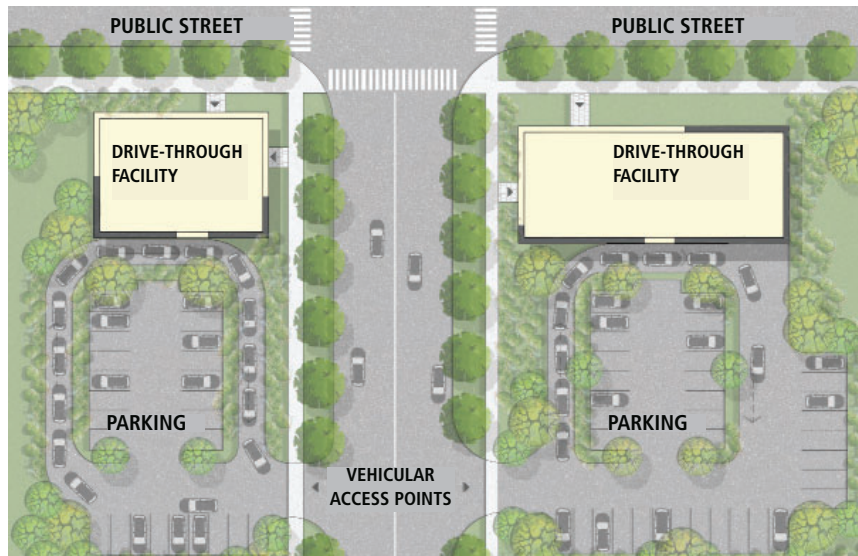 PUBLIC STREET
PUBLIC STREET
DRIVE-THROUGH
FACILITY
DRIVE-THROUGH
FACILITY
PARKING
PARKING
VEHICULAR
ACCESS POINTS